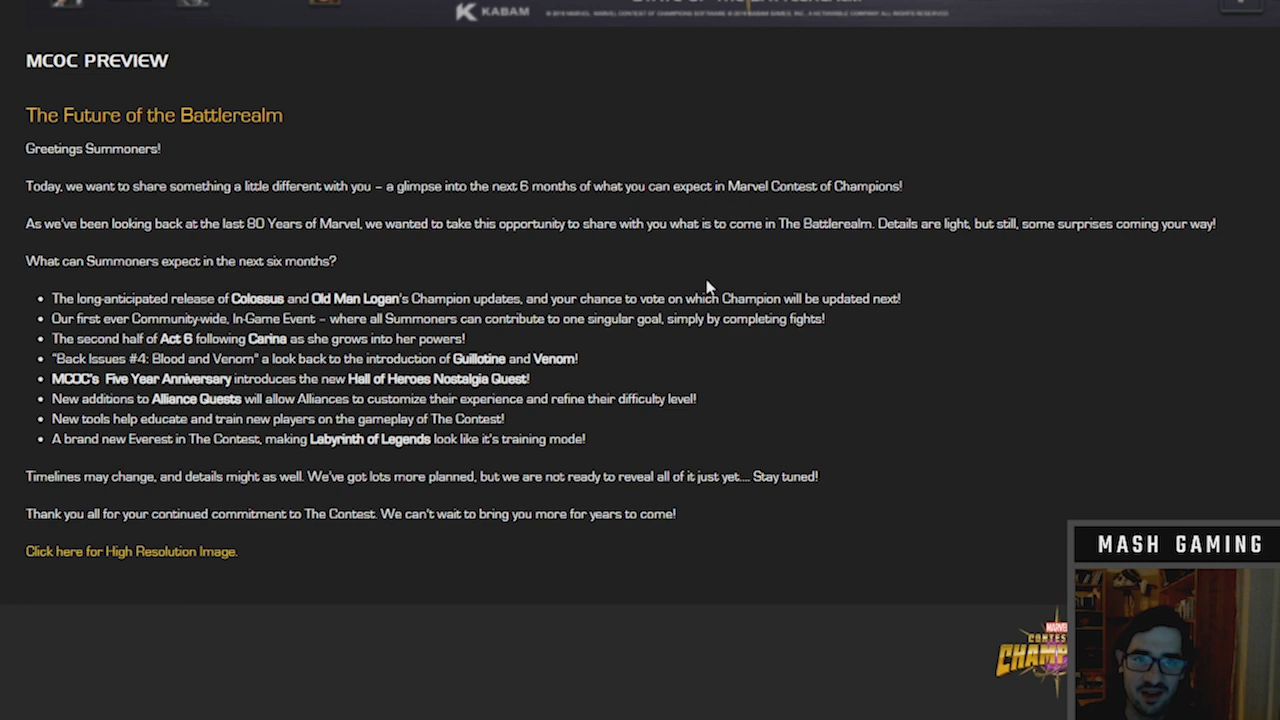 KABAM
MCOC PREVIEW
The Future of the Battlerealm
Greetings Summoners!
Today, we want to share something a little different with you – a glimpse into the next 6 months of what you can expect in Marvel Contest of Champions!
As we've been looking back at the last 80 Years of Marvel, we wanted to take this opportunity to share with you what is to come in The Battlerealm. Details are light, but still, some surprises coming your way!
What can Summoners expect in the next six months?
• The long-anticipated release of Colossus and Old Man Logan's Champion updates, and your chance to vote on which Champion will be updated next!
• Our first ever Community-wide, In-Game Event – where all Summoners can contribute to one singular goal, simply by completing fights!
• The second half of Act 6 following Carina as she grows into her powers!
• "Back Issues #4: Blood and Venom" a look back to the introduction of Guillotine and Venom!
• MCOC's Five Year Anniversary introduces the new Hall of Heroes Nostalgia Quest!
• New additions to Alliance Quests will allow Alliances to customize their experience and refine their difficulty level!
• New tools help educate and train new players on the gameplay of The Contest!
• A brand new Everest in The Contest, making Labyrinth of Legends look like it's training mode!
Timelines may change, and details might as well. We've got lots more planned, but we are not ready to reveal all of it just yet.... Stay tuned!
Thank you all for your continued commitment to The Contest. We can't wait to bring you more for years to come!
Click here for High Resolution Image.
MASH GAMING